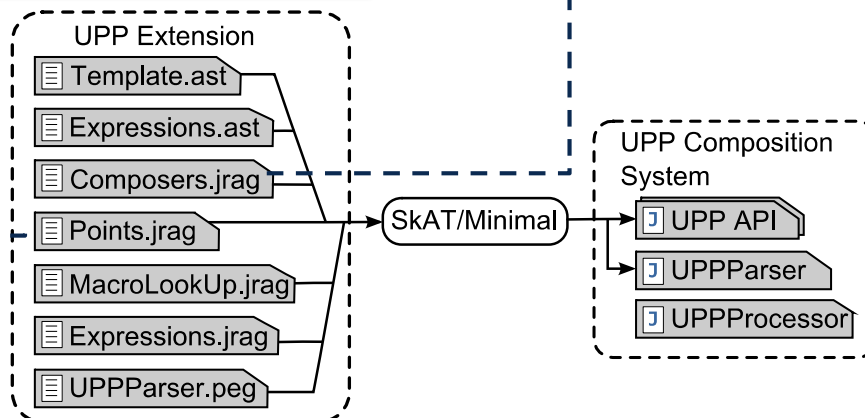 UPP Extension
Template.ast
Expressions.ast
Composers.jrag
Points.jrag
MacroLookUp.jrag
Expressions.jrag
UPPParser.peg
SkAT/Minimal
UPP Composition
System
J UPP API
J UPPParser
J UPPProcessor